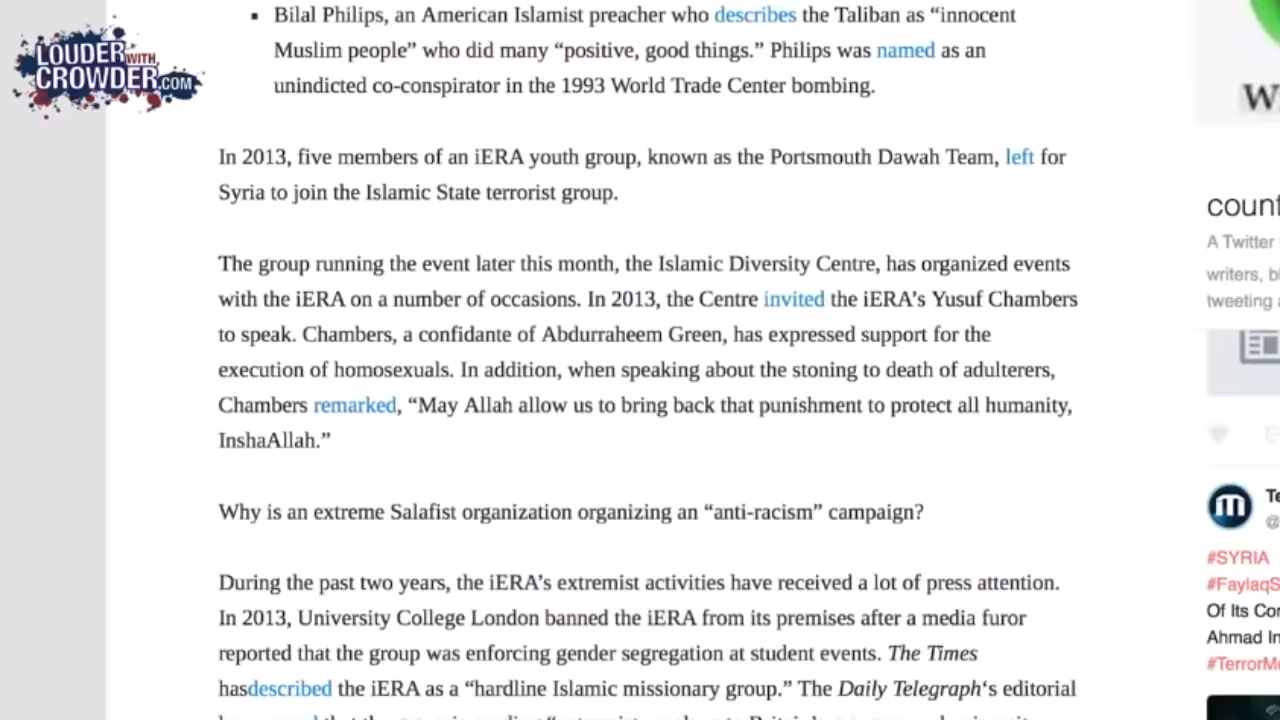 LOUDER WITH
CROWDER.COM
▪ Bilal Philips, an American Islamist preacher who describes the Taliban as “innocent
Muslim people” who did many “positive, good things.” Philips was named as an
unindicted co-conspirator in the 1993 World Trade Center bombing.
In 2013, five members of an iERA youth group, known as the Portsmouth Dawah Team, left for
Syria to join the Islamic State terrorist group.
The group running the event later this month, the Islamic Diversity Centre, has organized events
with the iERA on a number of occasions. In 2013, the Centre invited the iERA’s Yusuf Chambers
to speak. Chambers, a confidante of Abdurraheem Green, has expressed support for the
execution of homosexuals. In addition, when speaking about the stoning to death of adulterers,
Chambers remarked, “May Allah allow us to bring back that punishment to protect all humanity,
InshaAllah.”
Why is an extreme Salafist organization organizing an “anti-racism” campaign?
During the past two years, the iERA’s extremist activities have received a lot of press attention.
In 2013, University College London banned the iERA from its premises after a media furor
reported that the group was enforcing gender segregation at student events. The Times
hasdescribed the iERA as a “hardline Islamic missionary group.” The Daily Telegraph‘s editorial
W
count
A Twitter
writers, b
tweeting a
Te
@
#SYRIA
#FaylaqS
Of Its Co
Ahmad In
#TerrorM